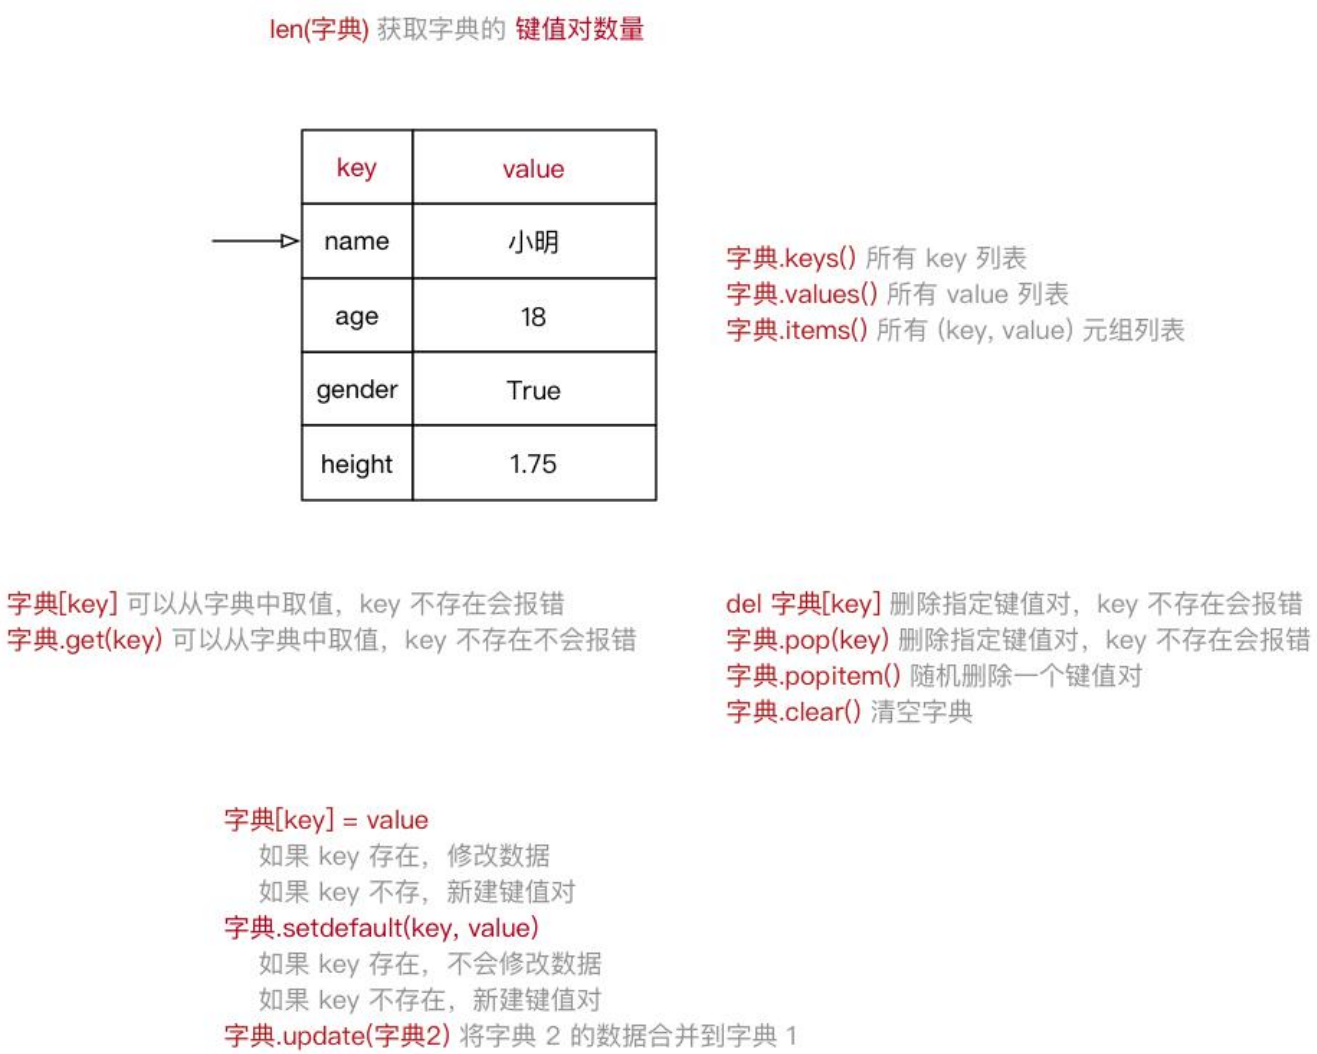 len(字典) 获取字典的 键值对数量
key value
name 小明
age 18
gender True
height 1.75
字典.keys() 所有 key 列表
字典.values() 所有 value 列表
字典.items() 所有 (key, value) 元组列表
字典[key] 可以从字典中取值，key 不存在会报错
字典.get(key) 可以从字典中取值，key 不存在不会报错
del 字典[key] 删除指定键值对，key 不存在会报错
字典.pop(key) 删除指定键值对，key 不存在会报错
字典.popitem() 随机删除一个键值对
字典.clear() 清空字典
字典[key] = value
如果 key 存在，修改数据
如果 key 不存，新建键值对
字典.setdefault(key, value)
如果 key 存在，不会修改数据
如果 key 不存在，新建键值对
字典.update(字典2) 将字典 2 的数据合并到字典 1